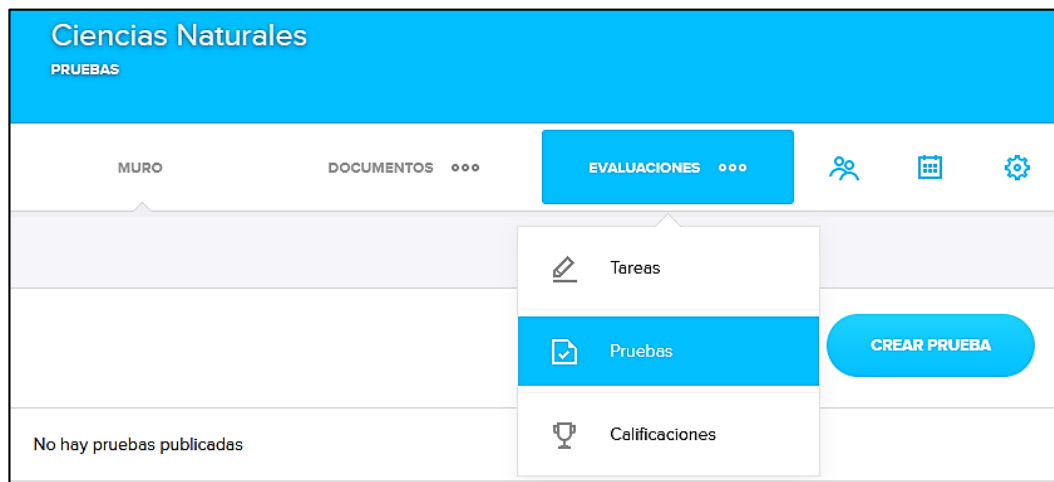 Ciencias Naturales
PRUEBAS
MURO DOCUMENTOS EVALUACIONES
Tareas
Pruebas
CREAR PRUEBA
Calificaciones
No hay pruebas publicadas